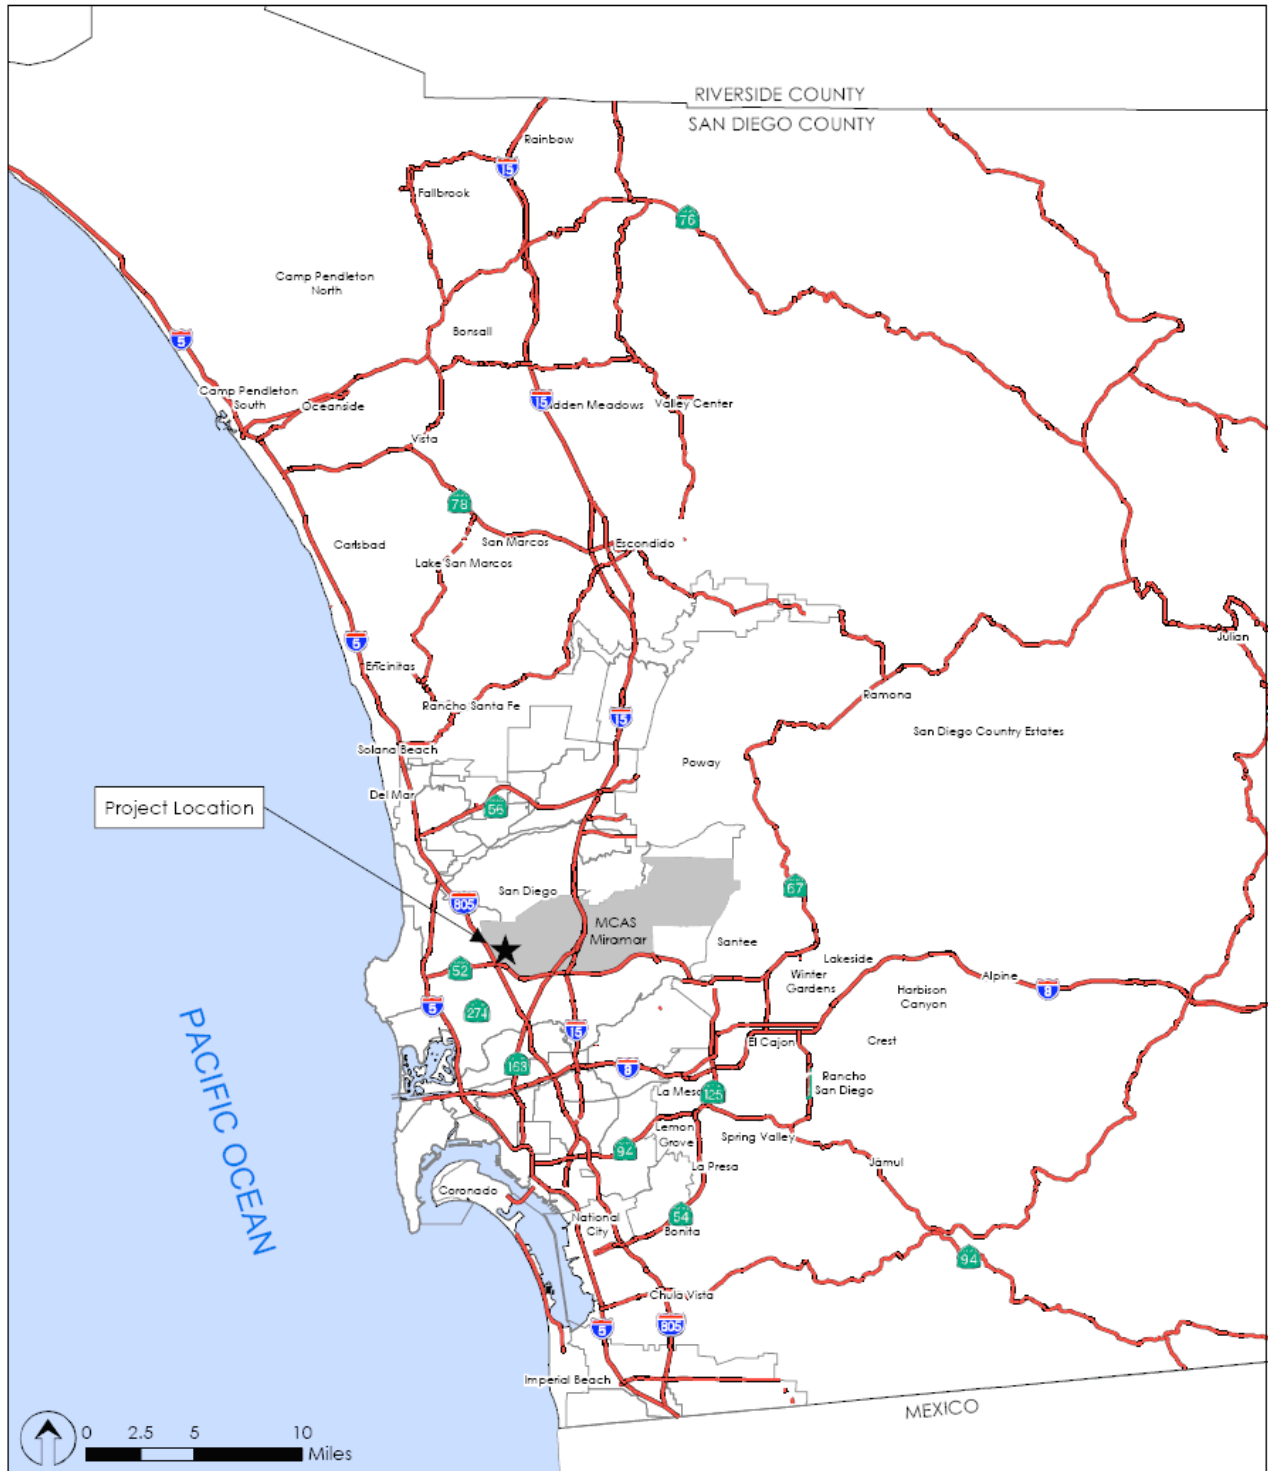 RIVERSIDE COUNTY
SAN DIEGO COUNTY
Rainbow
15
Fallbrook
76
Camp Pendleton
North
Bonsall
5
Camp Pendleton
South
Oceanside
15
dden Meadows
Valley Center
Vista
78
Carlsbad
San Marcos
Escondido
Lake San Marcos
5
Encinitas
Julian
Rancho Santa Fe
Ramona
15
San Diego Country Estates
Solana Beach
Poway
Del Mar
Project Location
56
San Diego
67
805
MCAS
Miramar
Santee
52
Lakeside
Winter
Gardens
Alpine
Harbison
Canyon
8
5
274
15
PACIFIC OCEAN
El Cajon
Crest
163
8
Rancho
San Diego
La Mesa
125
Lemon
Grove
Spring Valley
94
La Presa
Jamul
Coronado
National
City
54
Bonita
94
Chula Vista
5
805
Imperial Beach
MEXICO
0 2.5 5 10
Miles